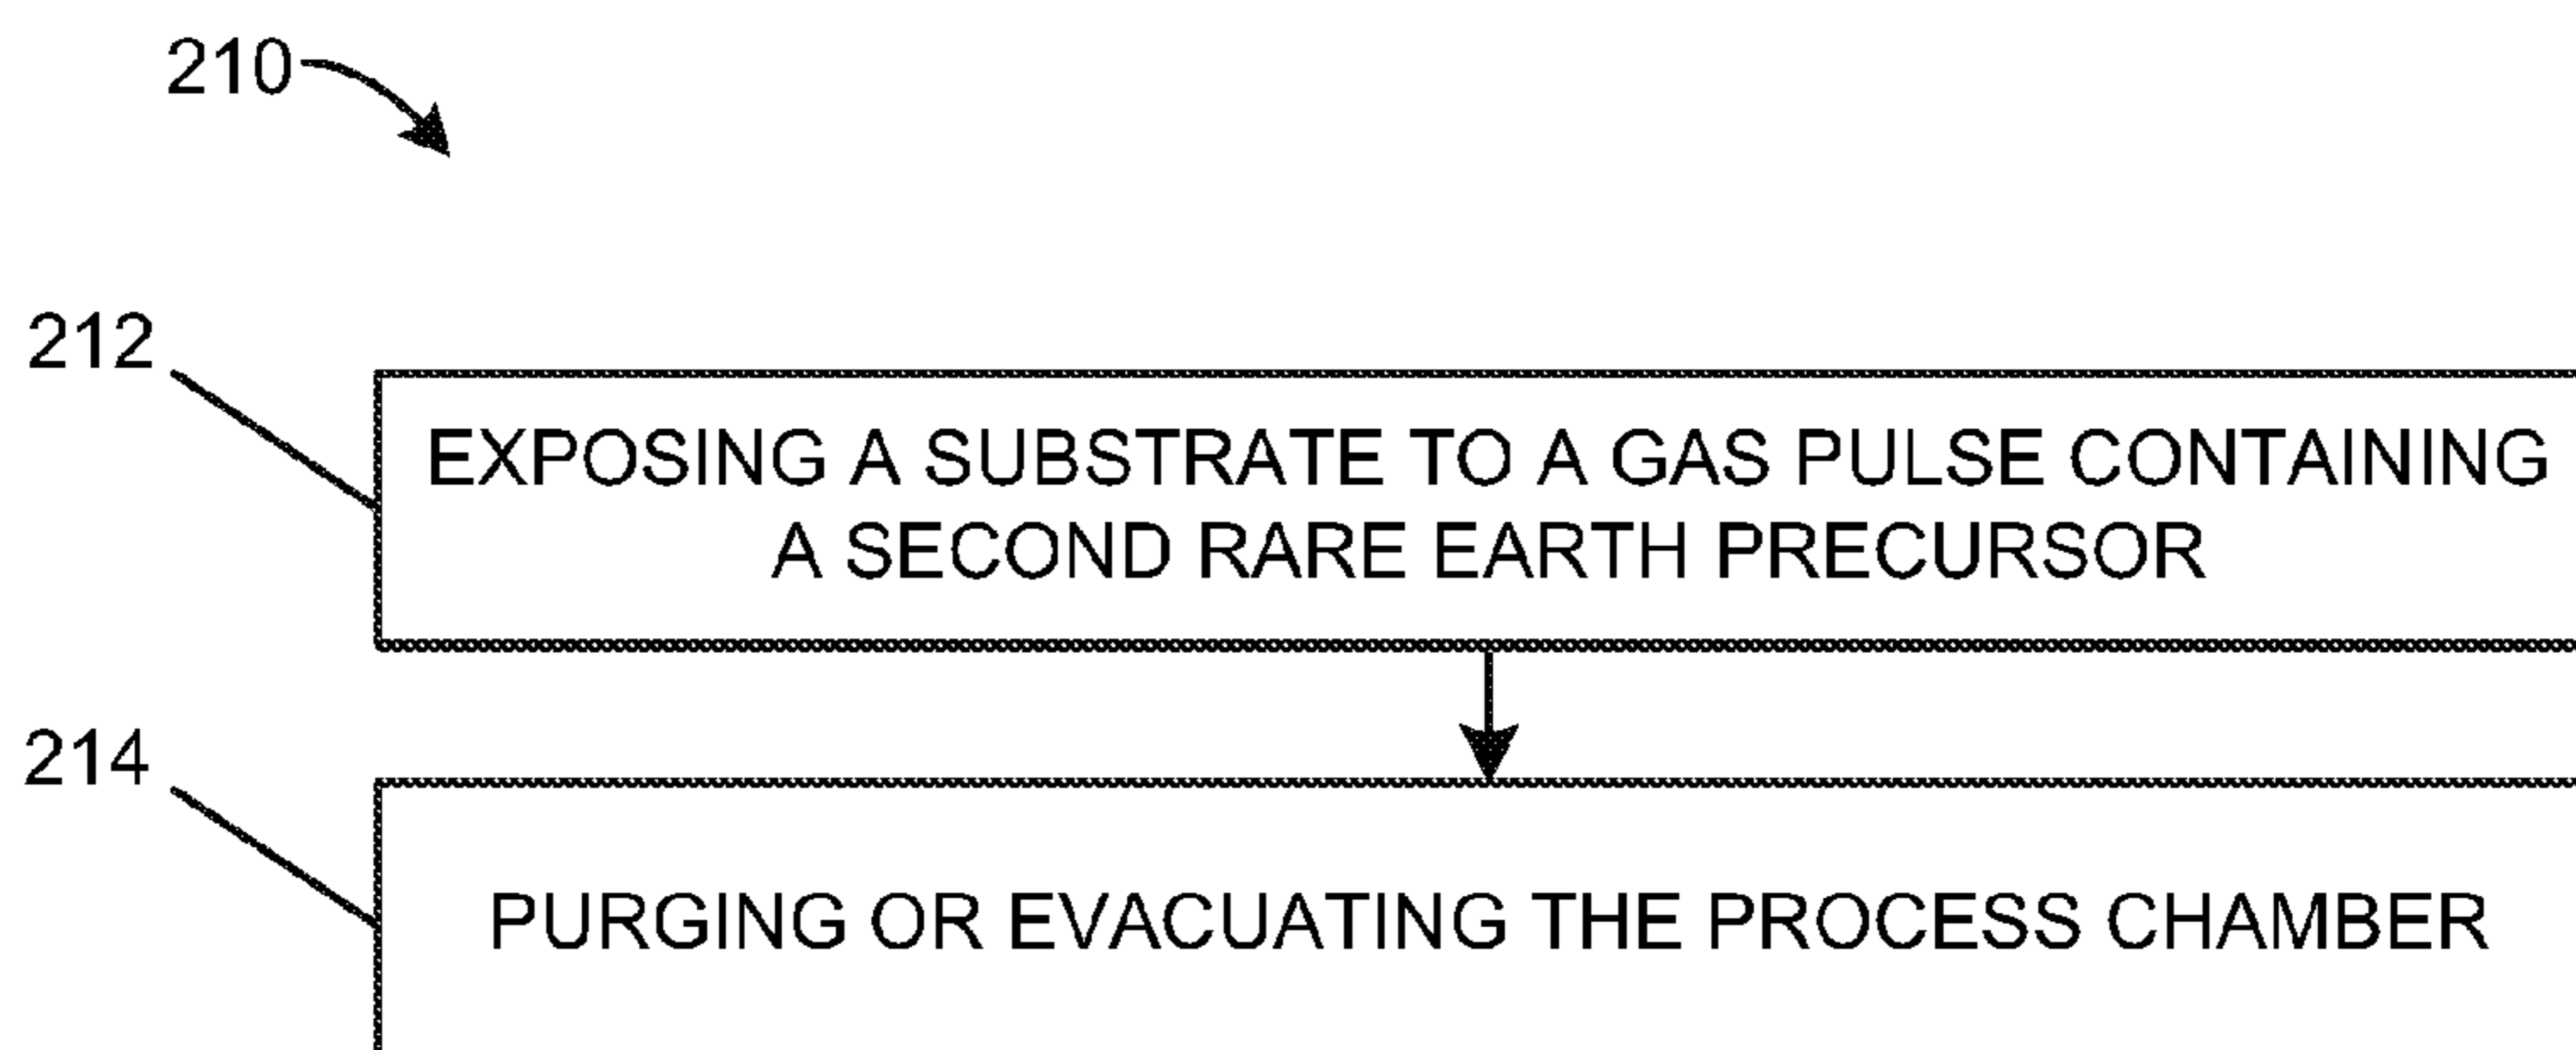 210
212
EXPOSING A SUBSTRATE TO A GAS PULSE CONTAINING
A SECOND RARE EARTH PRECURSOR
214
PURGING OR EVACUATING THE PROCESS CHAMBER